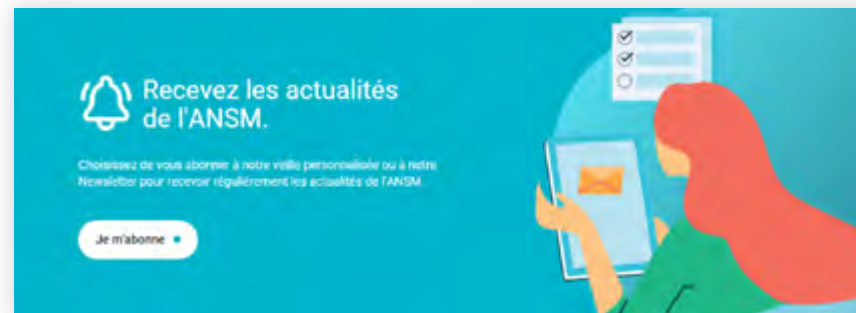 Recevez les actualités
de l'ANSM.
Choisissez de vous abonner à notre veille personnalisée ou à notre
Newsletter pour recevoir régulièrement les actualités de l'ANSM
Je m'abonne